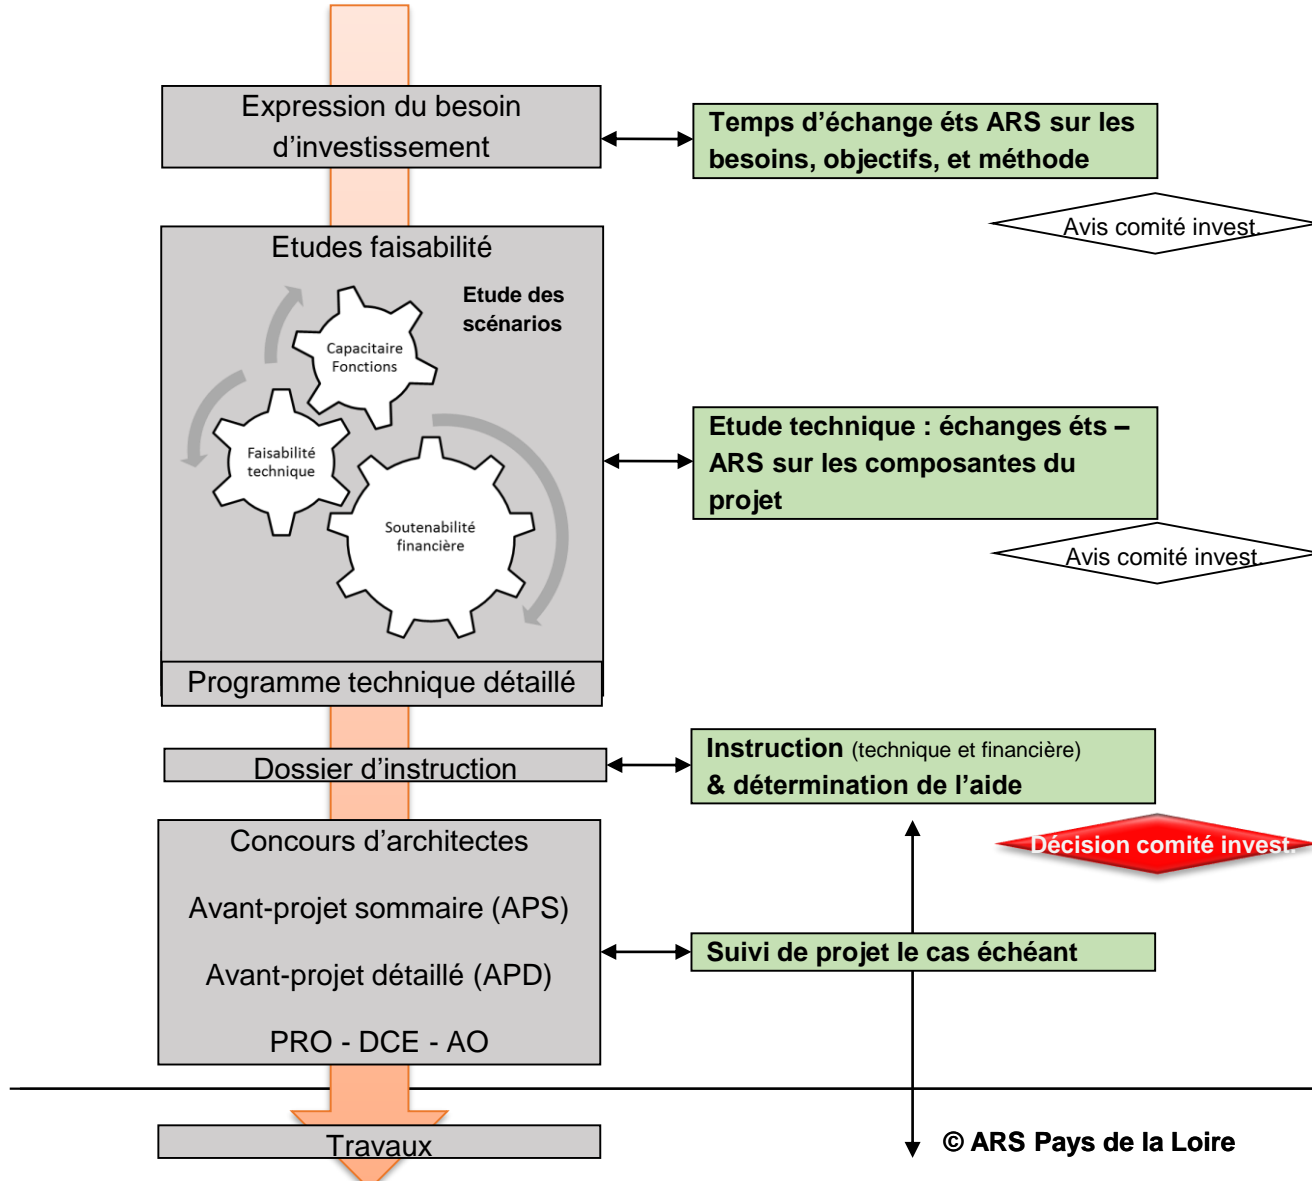 Expression du besoin
d’investissement
Temps d’échange éts ARS sur les
besoins, objectifs, et méthode
Avis comité invest.
Etudes faisabilité
Etude des
scénarios
Capacitaire
Fonctions
Faisabilité
technique
Soutenabilité
financière
Etude technique : échanges éts –
ARS sur les composantes du
projet
Avis comité invest.
Programme technique détaillé
Dossier d’instruction
Instruction (technique et financière)
& détermination de l’aide
Décision comité invest.
Concours d’architectes
Avant-projet sommaire (APS)
Avant-projet détaillé (APD)
PRO - DCE - AO
Suivi de projet le cas échéant
Travaux
© ARS Pays de la Loire